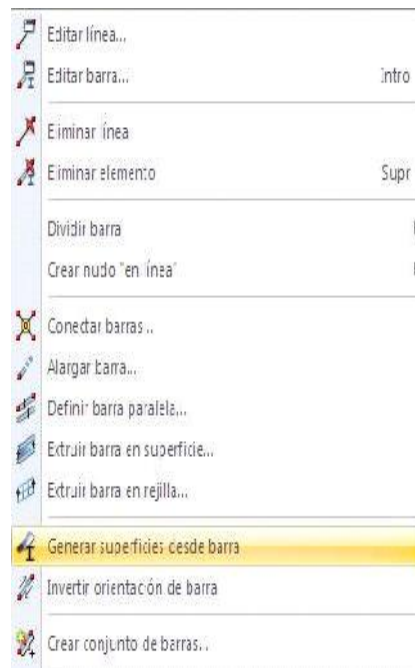 Editar línea...
Editar barra... Intro
Eliminar línea
Eliminar elemento Supr
Dividir barra
Crear nudo "en línea"
Conectar barras...
Alargar barra...
Definir barra paralela...
Extruir barra en superficie...
Extruir barra en rejilla...
Generar superficies desde barra
Invertir orientación de barra
Crear conjunto de barras...